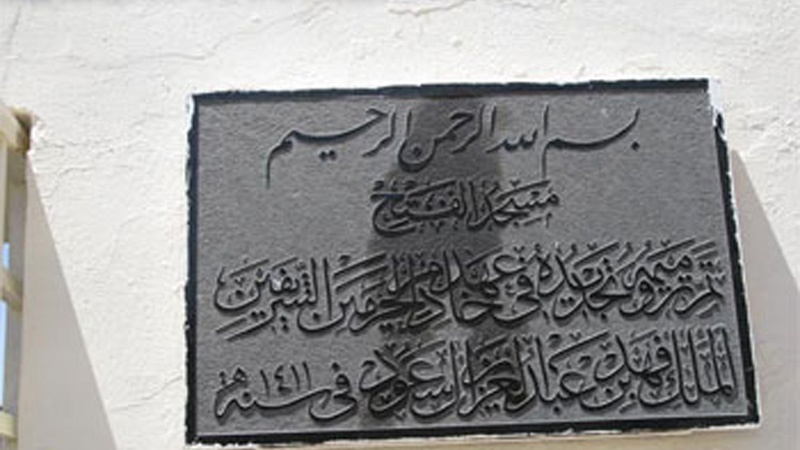 بسم الله الرحمن الرحيم
مسجد الفتح
تم ترميمه وتجديده في عهد خادم الحرمين الشريفين
الملك فهد بن عبد العزيز آل سعود في سنة ١٤١١هـ